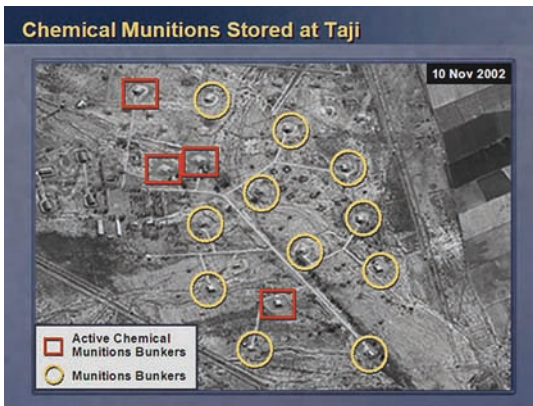 Chemical Munitions Stored at Taji
10 Nov 2002
Active Chemical
Munitions Bunkers
Munitions Bunkers